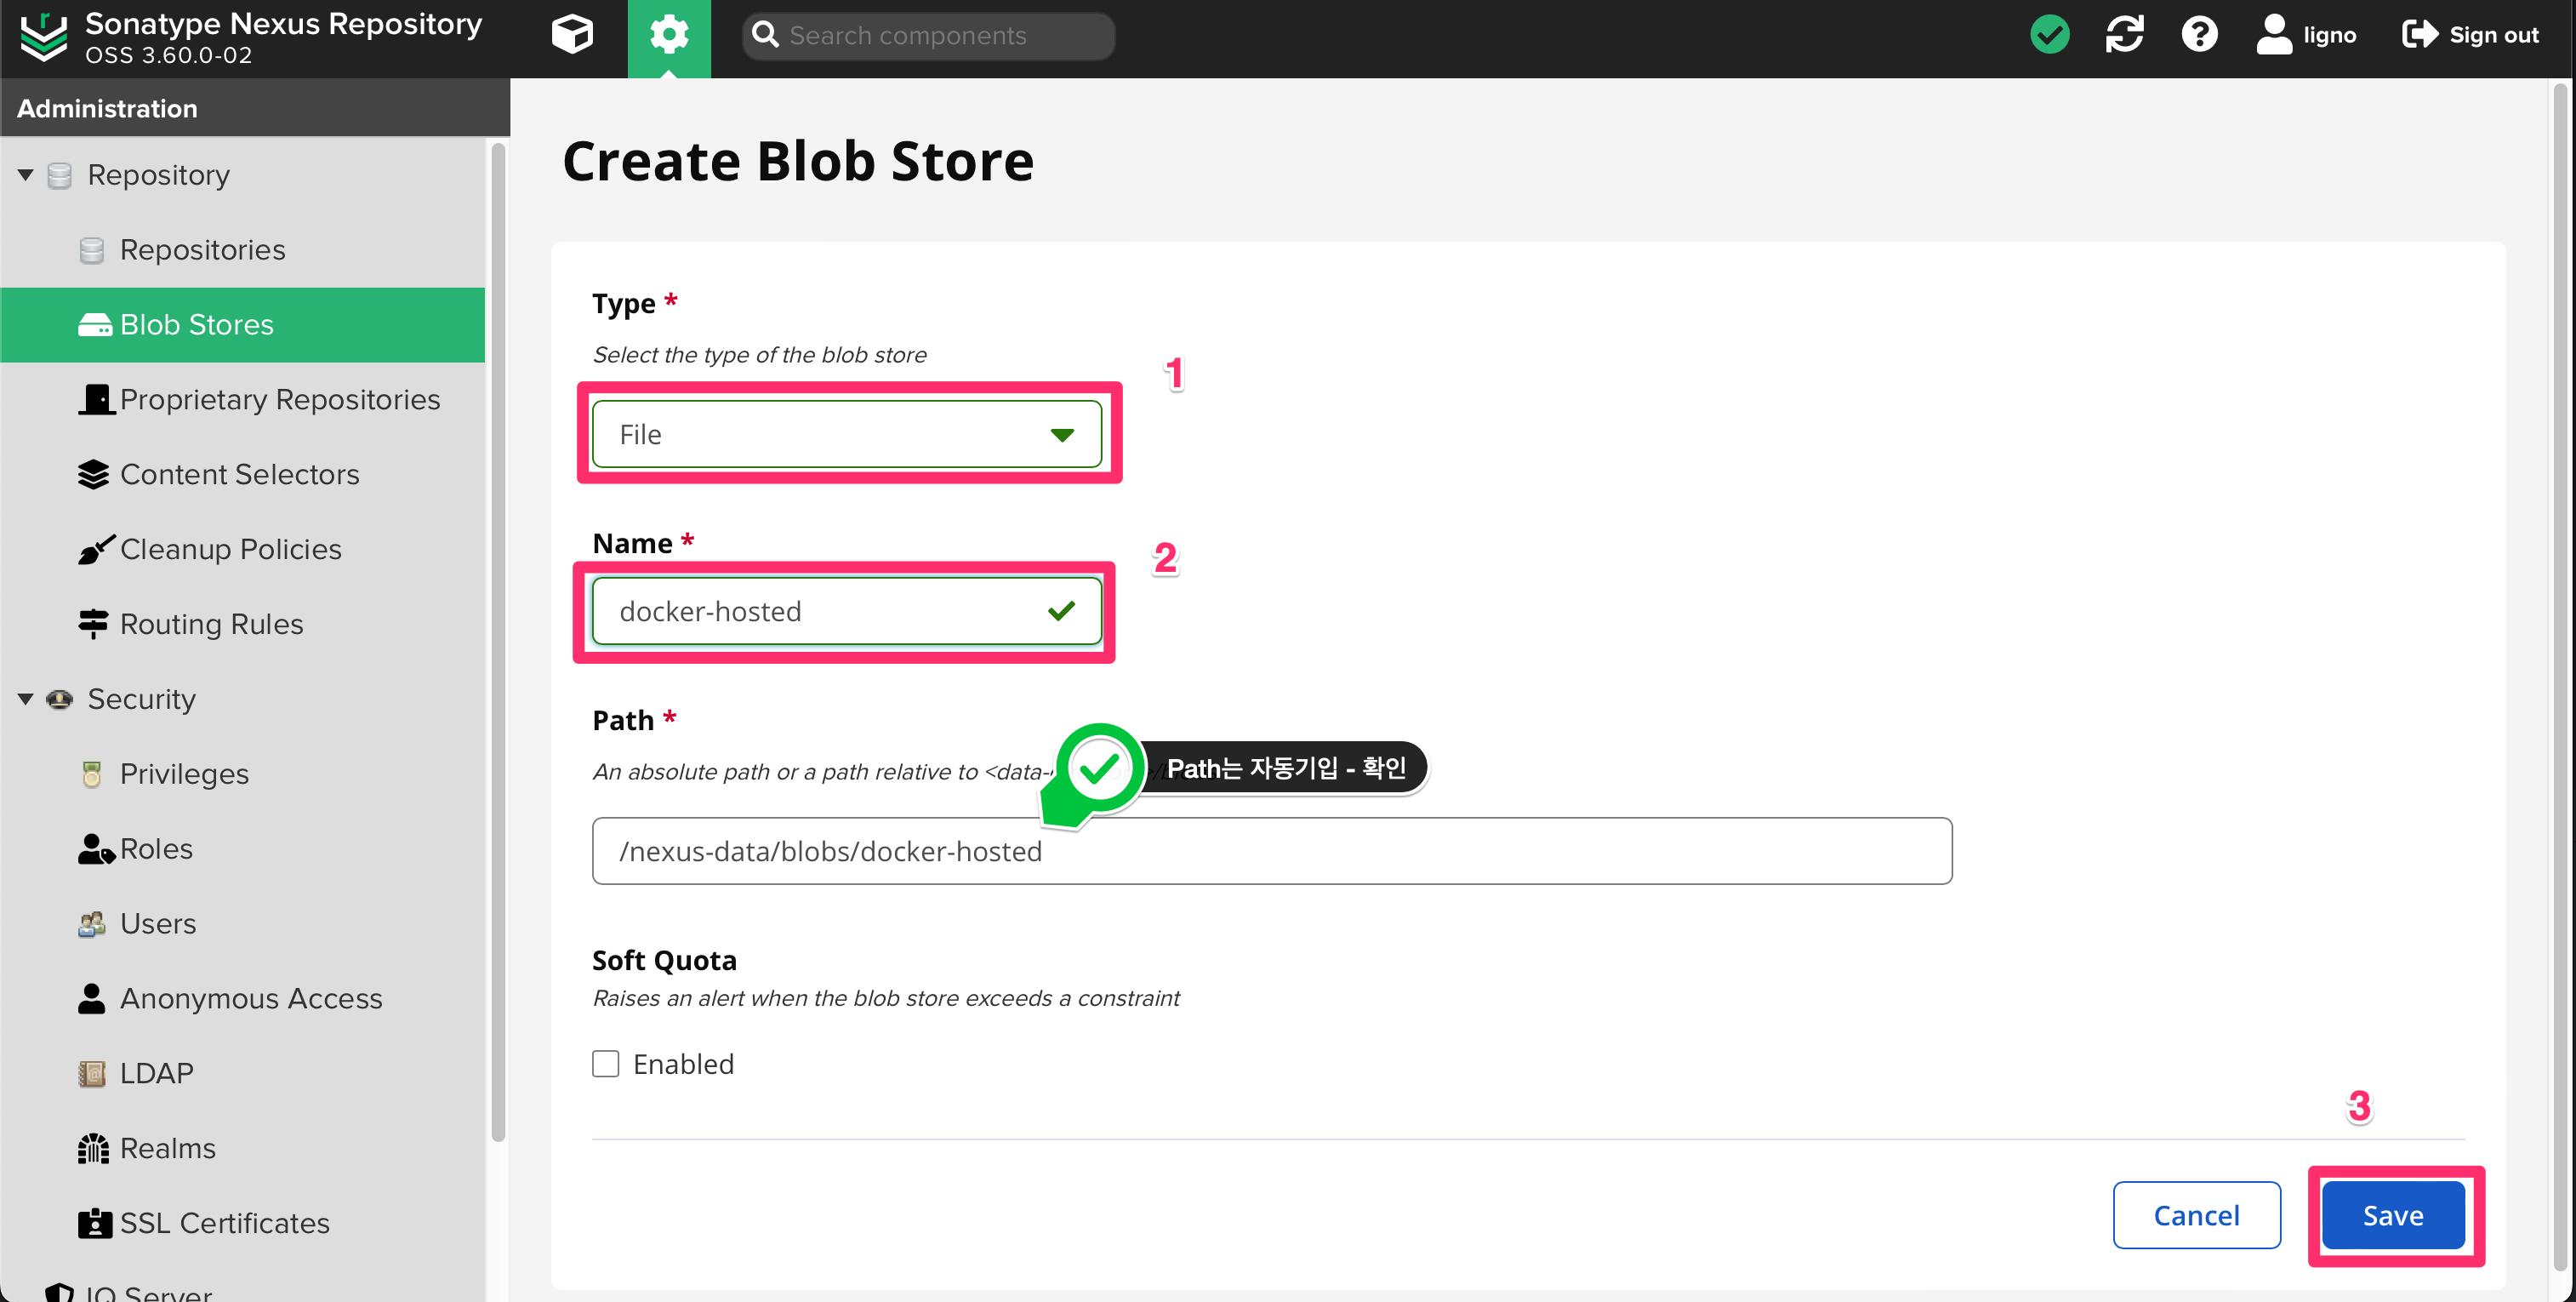 Sonatype Nexus Repository
OSS 3.60.0-02
Search components
ligno
Sign out
Administration
Repository
Repositories
Blob Stores
Proprietary Repositories
Content Selectors
Cleanup Policies
Routing Rules
Security
Privileges
Roles
Users
Anonymous Access
LDAP
Realms
SSL Certificates
IQ Server
Create Blob Store
Type *
Select the type of the blob store
1
File
Name *
2
docker-hosted
Path *
An absolute path or a path relative to <data-
Path는 자동기입 - 확인
/nexus-data/blobs/docker-hosted
Soft Quota
Raises an alert when the blob store exceeds a constraint
Enabled
3
Cancel
Save